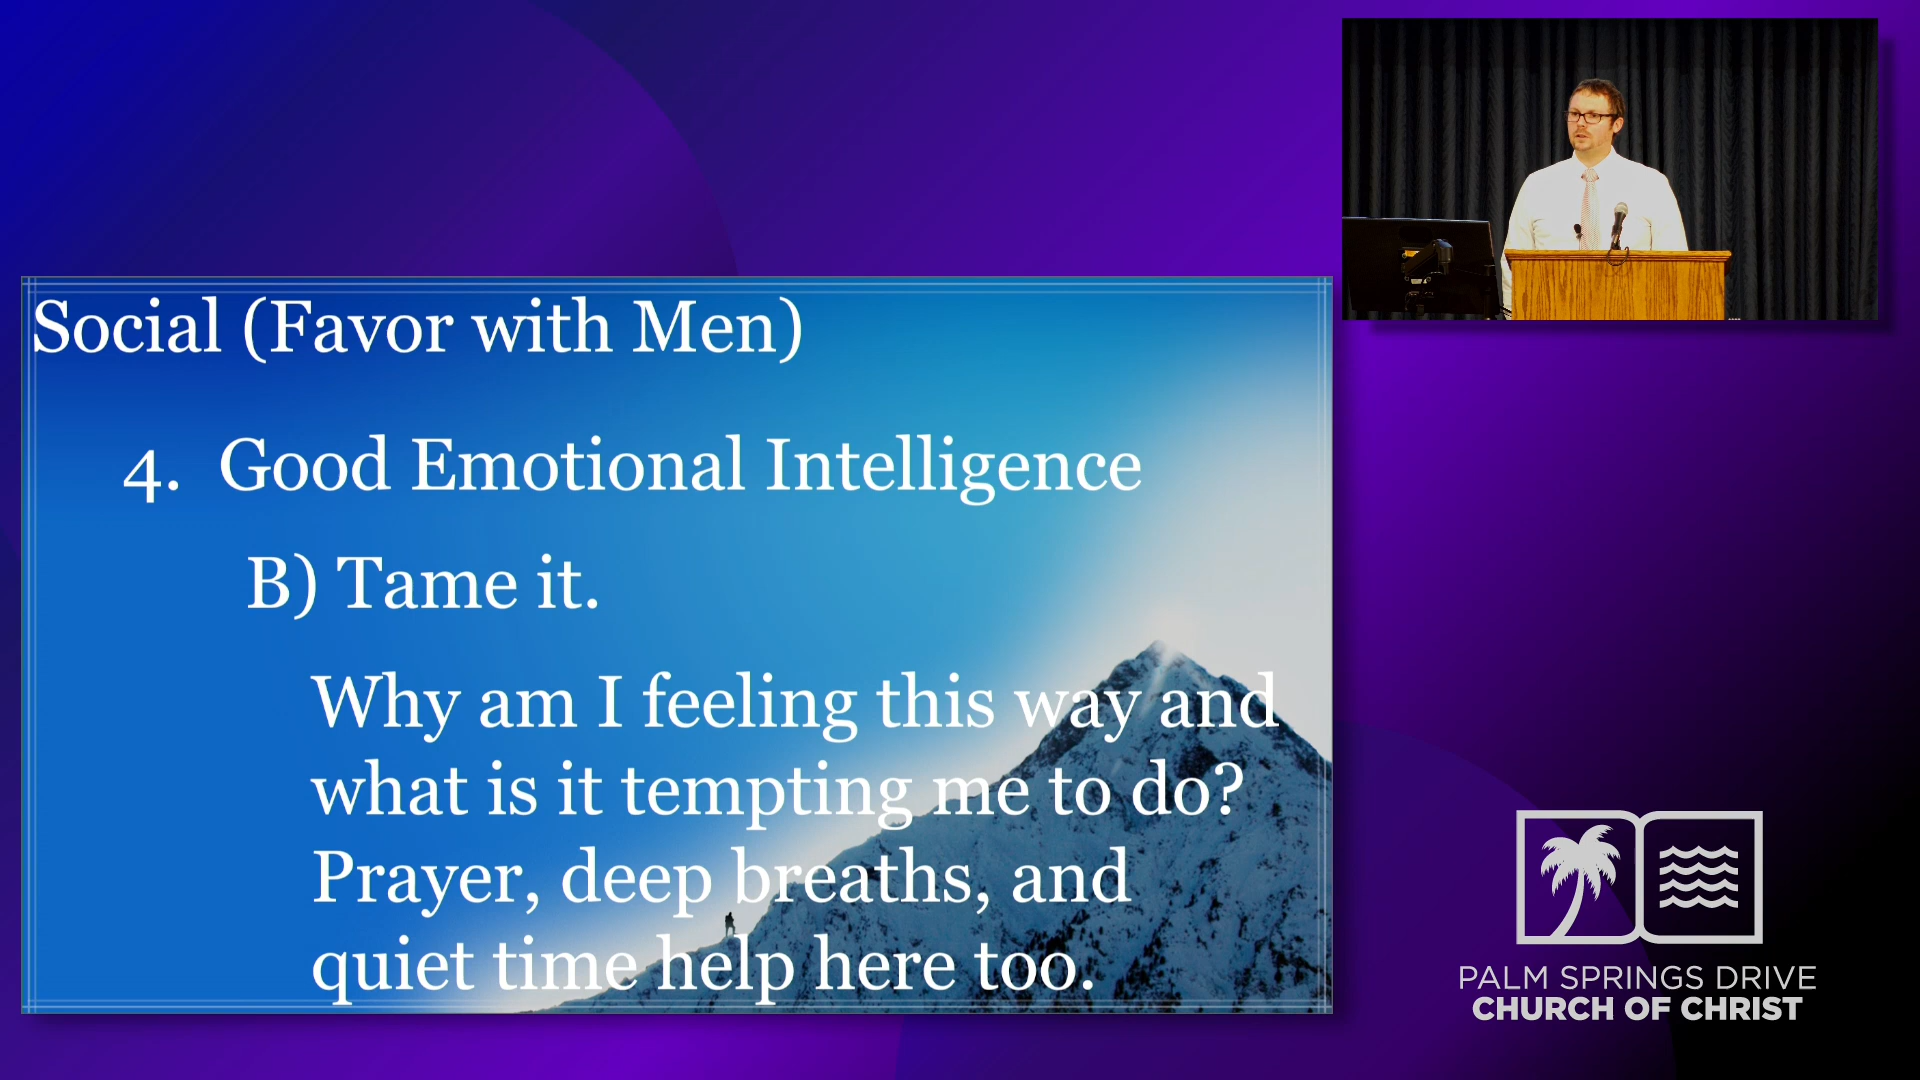 Social (Favor with Men)
4. Good Emotional Intelligence
B) Tame it.
Why am I feeling this way and
what is it tempting me to do?
Prayer, deep breaths, and
quiet time help here too.
PALM SPRINGS DRIVE
CHURCH OF CHRIST